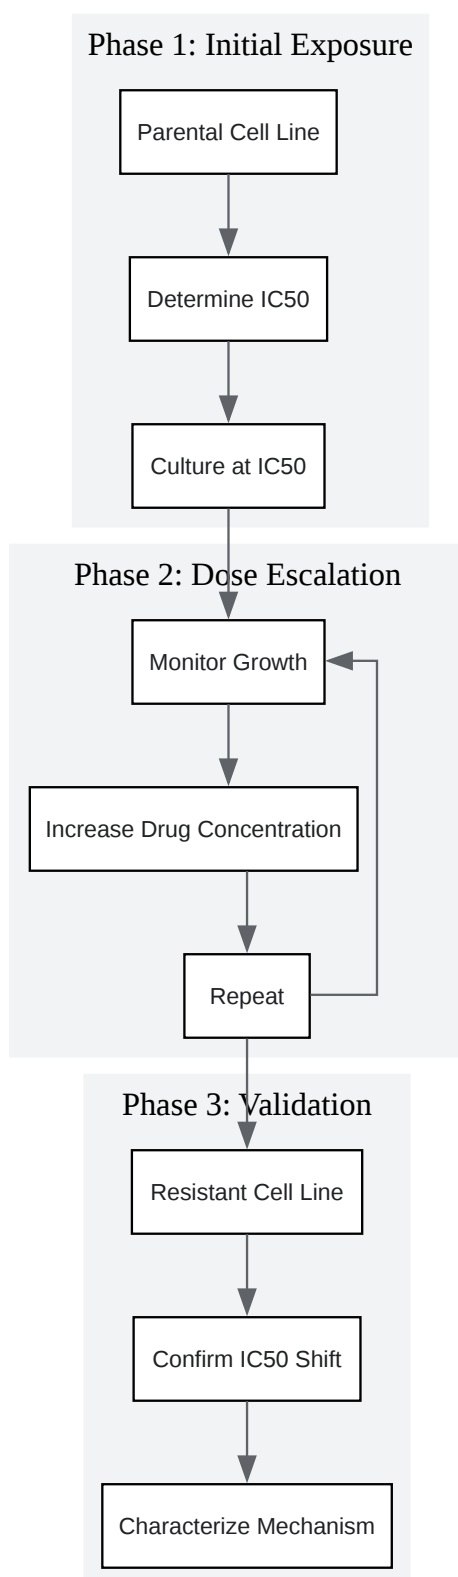 Phase 1: Initial Exposure
Parental Cell Line
Determine IC50
Culture at IC50
Phase 2: Dose Escalation
Monitor Growth
Increase Drug Concentration
Repeat
Phase 3: Validation
Resistant Cell Line
Confirm IC50 Shift
Characterize Mechanism